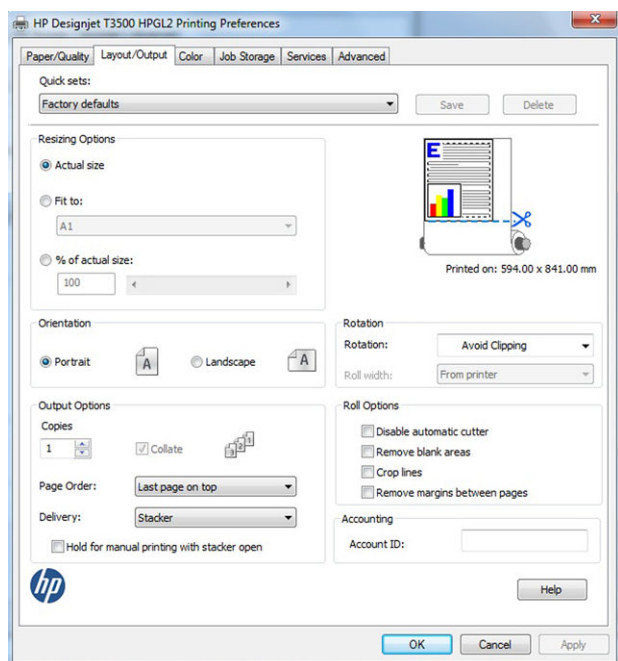 HP Designjet T3500 HPGL2 Printing Preferences
Paper/Quality Layout/Output Color Job Storage Services Advanced
Quick sets:
Factory defaults Save Delete
Resizing Options
Actual size
Fit to:
A1
% of actual size:
100
E
Printed on: 594.00 x 841.00 mm
Orientation
Portrait A Landscape A
Rotation
Rotation: Avoid Clipping
Roll width: From printer
Output Options
Copies
1 Collate 3 2 1
Page Order: Last page on top
Delivery: Stacker
Hold for manual printing with stacker open
Roll Options
Disable automatic cutter
Remove blank areas
Crop lines
Remove margins between pages
Accounting
Account ID:
hp
Help
OK Cancel Apply